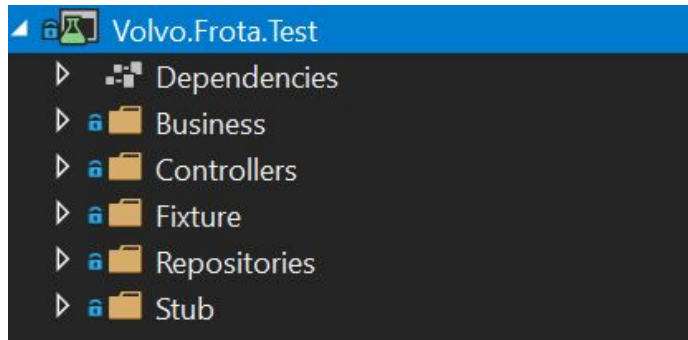 Volvo.Frota.Test
Dependencies
Business
Controllers
Fixture
Repositories
Stub